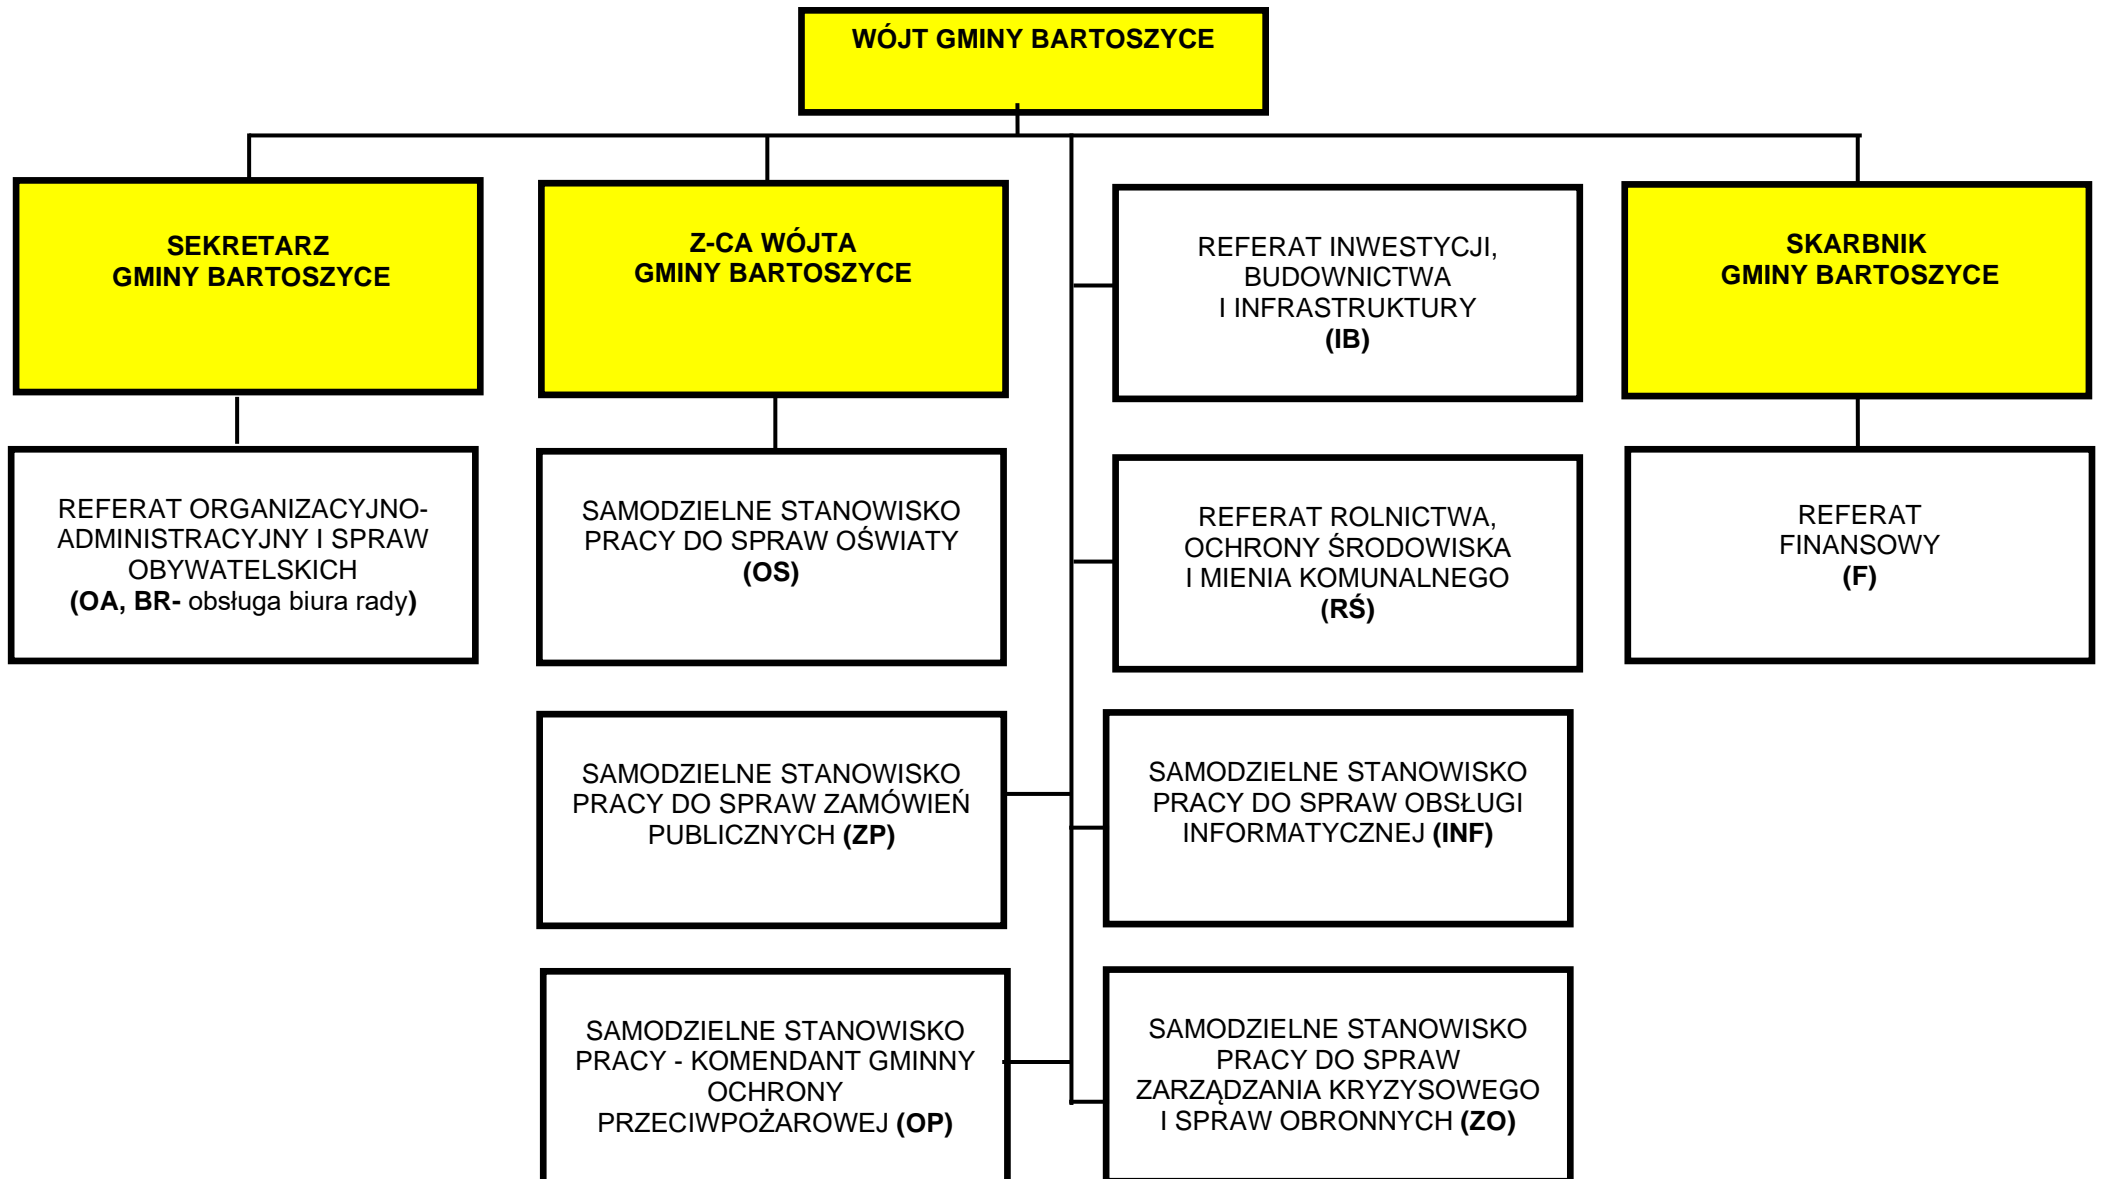 WÓJT GMINY BARTOSZYCE
SEKRETARZ
GMINY BARTOSZYCE
Z-CA WÓJTA
GMINY BARTOSZYCE
REFERAT INWESTYCJI,
BUDOWNICTWA
I INFRASTRUKTURY
(IB)
SKARBNIK
GMINY BARTOSZYCE
REFERAT ORGANIZACYJNO-
ADMINISTRACYJNY I SPRAW
OBYWATELSKICH
(OA, BR- obsługa biura rady)
SAMODZIELNE STANOWISKO
PRACY DO SPRAW OŚWIATY
(OS)
REFERAT ROLNICTWA,
OCHRONY ŚRODOWISKA
I MIENIA KOMUNALNEGO
(RŚ)
REFERAT
FINANSOWY
(F)
SAMODZIELNE STANOWISKO
PRACY DO SPRAW ZAMÓWIEŃ
PUBLICZNYCH (ZP)
SAMODZIELNE STANOWISKO
PRACY DO SPRAW OBSŁUGI
INFORMATYCZNEJ (INF)
SAMODZIELNE STANOWISKO
PRACY - KOMENDANT GMINNY
OCHRONY
PRZECIWPOŻAROWEJ (OP)
SAMODZIELNE STANOWISKO
PRACY DO SPRAW
ZARZĄDZANIA KRYZYSOWEGO
I SPRAW OBRONNYCH (ZO)